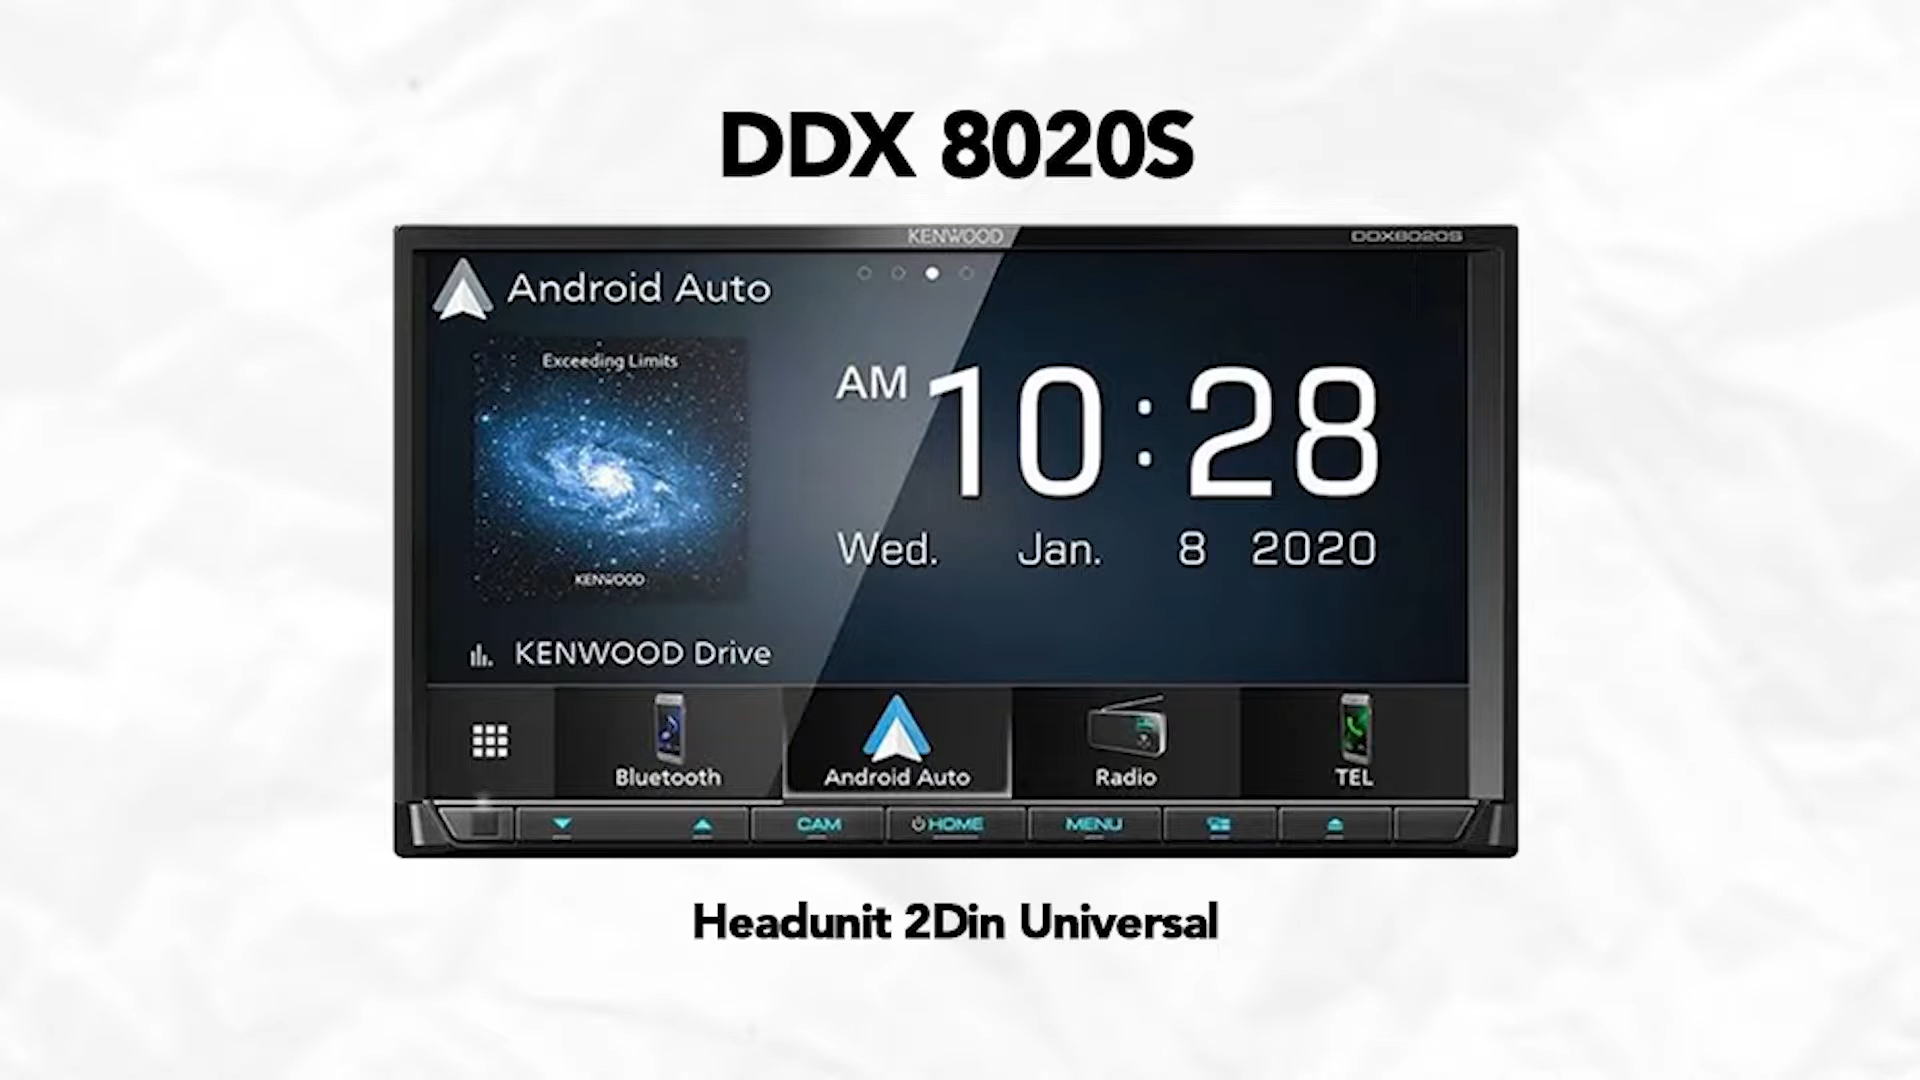 DDX 8020S
KENWOOD
DDX8020S
Android Auto
Exceeding Limits
KENWOOD
KENWOOD Drive
AM 10:28
Wed. Jan. 8 2020
Bluetooth
Android Auto
Radio
TEL
CAM
HOME
MENU
Headunit 2Din Universal